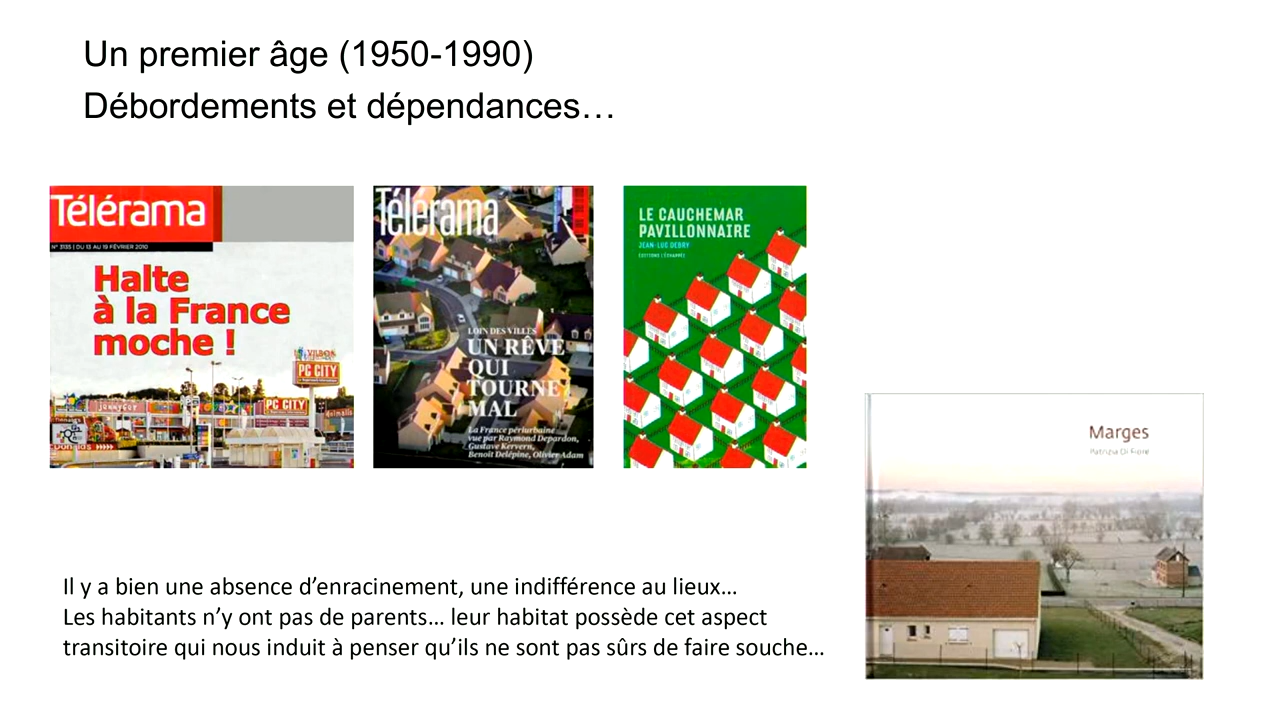 Un premier âge (1950-1990)
Débordements et dépendances…
Télérama
N° 3135 | DU 13 AU 19 FÉVRIER 2010
Halte
à la France
moche !
PC CITY
PC CITY
Télérama
LOIN DES VILLES
UN RÊVE
QUI
TOURNE
MAL
La France périurbaine
vue par Raymond Depardon,
Gustave Kervern,
Benoît Delépine, Olivier Adam
LE CAUCHEMAR
PAVILLONNAIRE
JEAN-LUC DEBRY
ÉDITIONS L'ÉCHAPPÉE
Marges
Patrizia Di Fiore
Il y a bien une absence d’enracinement, une indifférence au lieux…
Les habitants n’y ont pas de parents… leur habitat possède cet aspect
transitoire qui nous induit à penser qu’ils ne sont pas sûrs de faire souche…